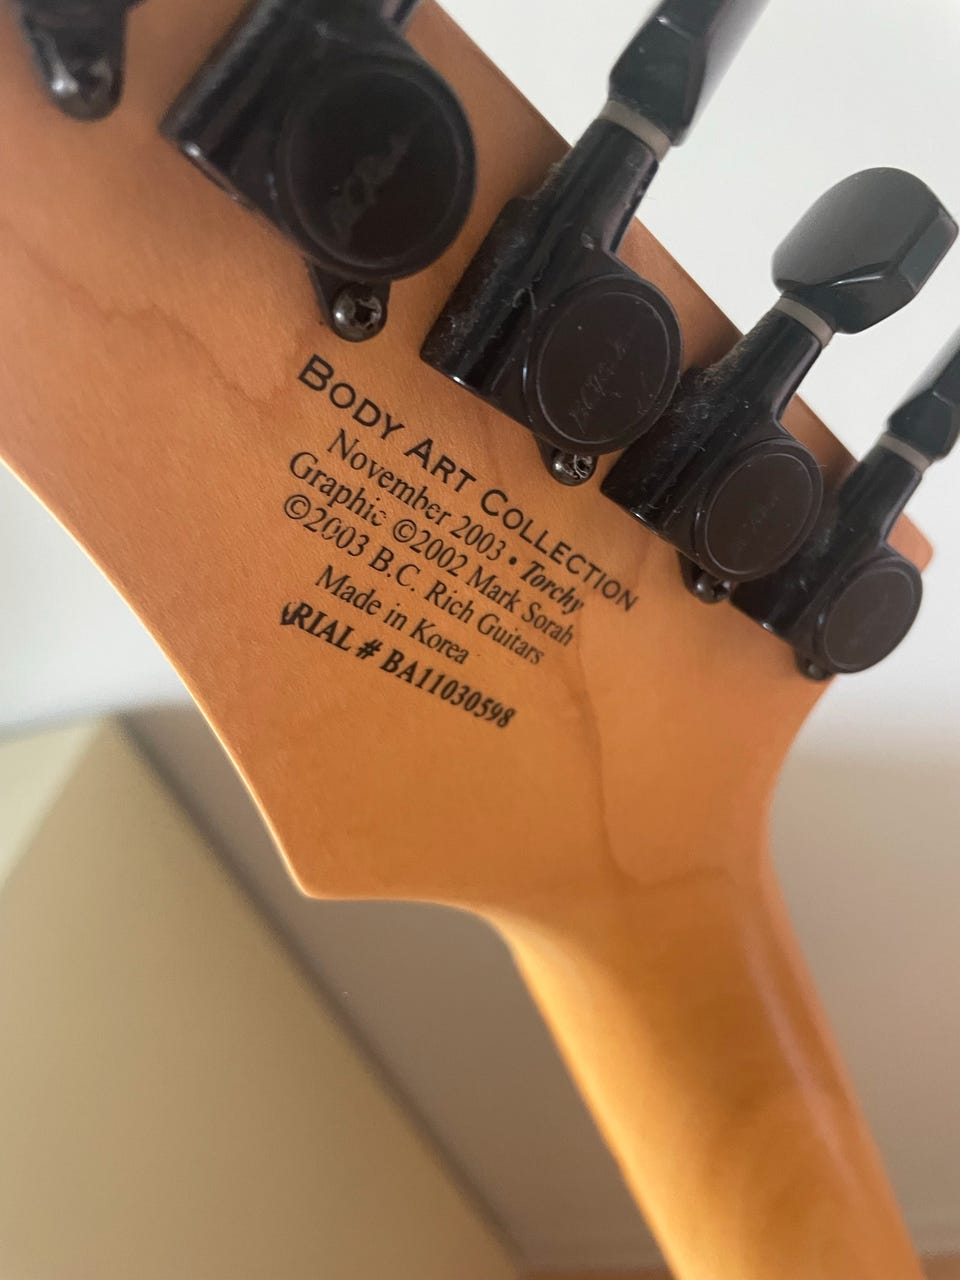 BODY ART COLLECTION
November 2003 • Torchy
Graphic ©2002 Mark Sorah
©2003 B.C. Rich Guitars
Made in Korea
RIAL # BA11030598